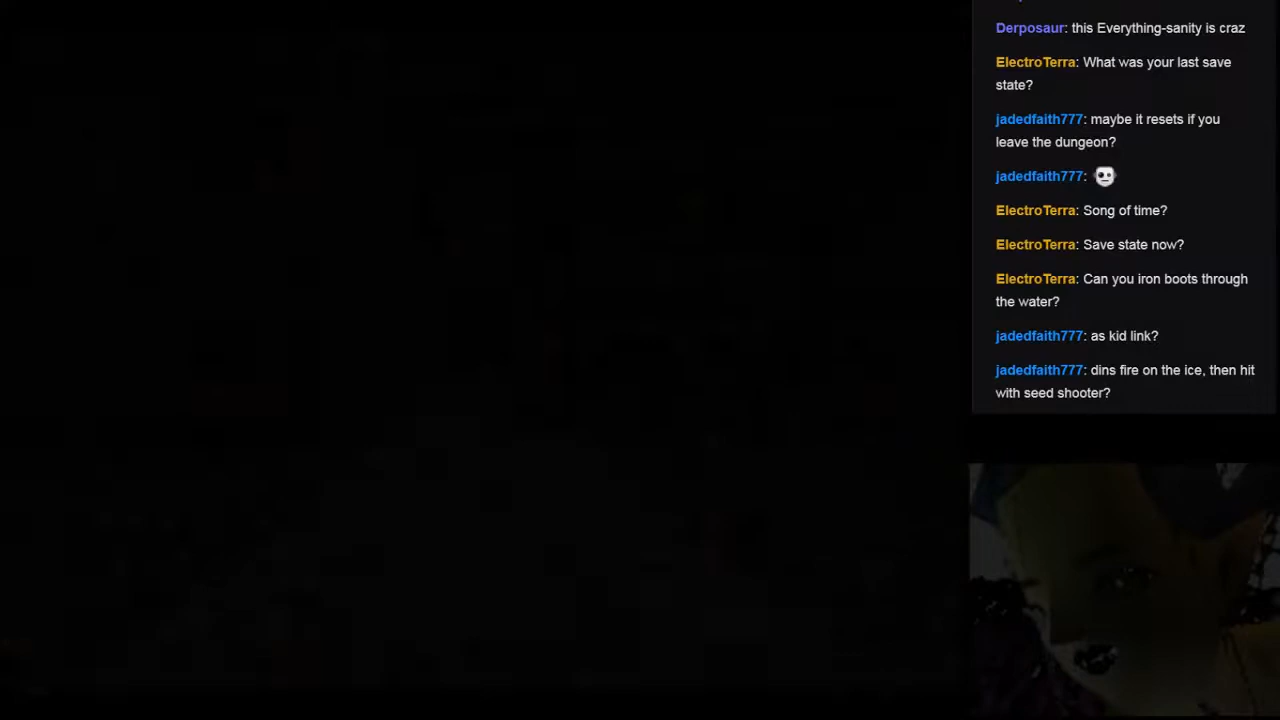 Derposaur: this Everything-sanity is craz
ElectroTerra: What was your last save
state?
jadedfaith777: maybe it resets if you
leave the dungeon?
jadedfaith777:
ElectroTerra: Song of time?
ElectroTerra: Save state now?
ElectroTerra: Can you iron boots through
the water?
jadedfaith777: as kid link?
jadedfaith777: dins fire on the ice, then hit
with seed shooter?